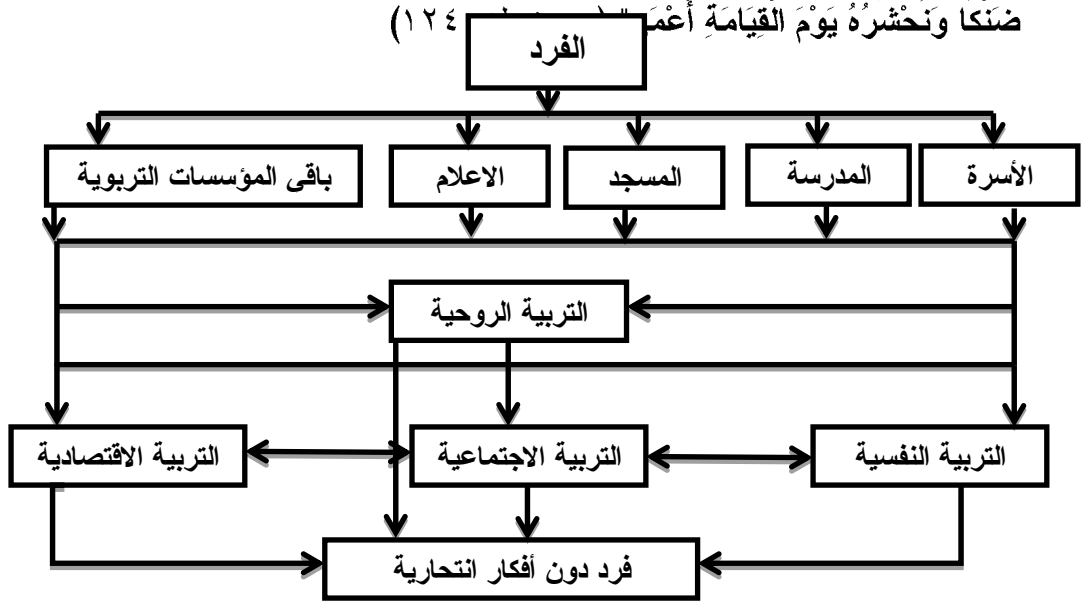 ضَنْكًا وَنَحْشُرُهُ يَوْمَ الْقِيَامَةِ ١٢٤)
الفرد
الأسرة
المدرسة
المسجد
الاعلام
باقى المؤسسات التربوية
التربية الروحية
التربية النفسية
التربية الاجتماعية
التربية الاقتصادية
فرد دون أفكار انتحارية